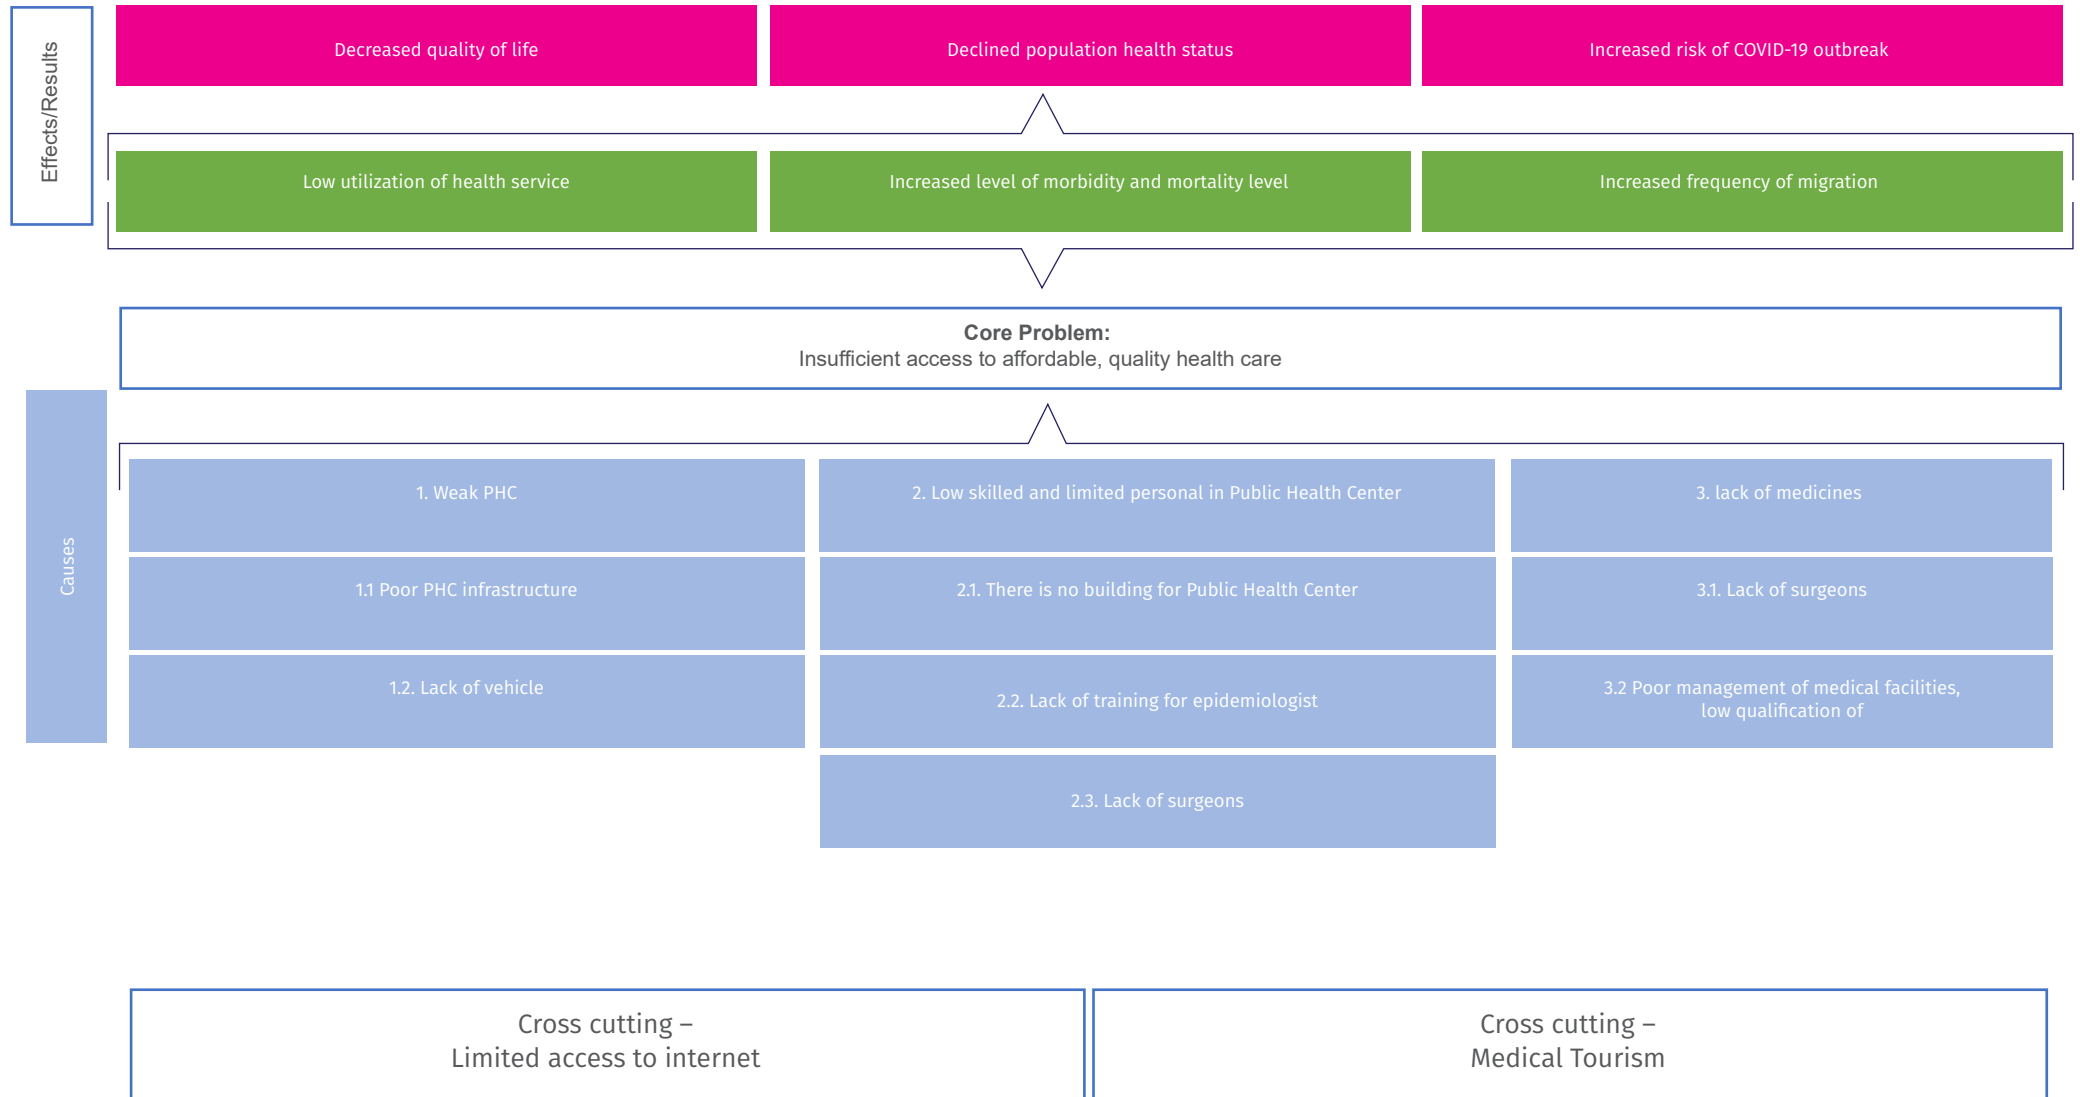 Effects/Results
Decreased quality of life
Declined population health status
Increased risk of COVID-19 outbreak
Low utilization of health service
Increased level of morbidity and mortality level
Increased frequency of migration
Core Problem:
Insufficient access to affordable, quality health care
Causes
1. Weak PHC
2. Low skilled and limited personal in Public Health Center
3. lack of medicines
1.1 Poor PHC infrastructure
2.1. There is no building for Public Health Center
3.1. Lack of surgeons
1.2. Lack of vehicle
2.2. Lack of training for epidemiologist
3.2 Poor management of medical facilities,
low qualification of
2.3. Lack of surgeons
Cross cutting –
Limited access to internet
Cross cutting –
Medical Tourism